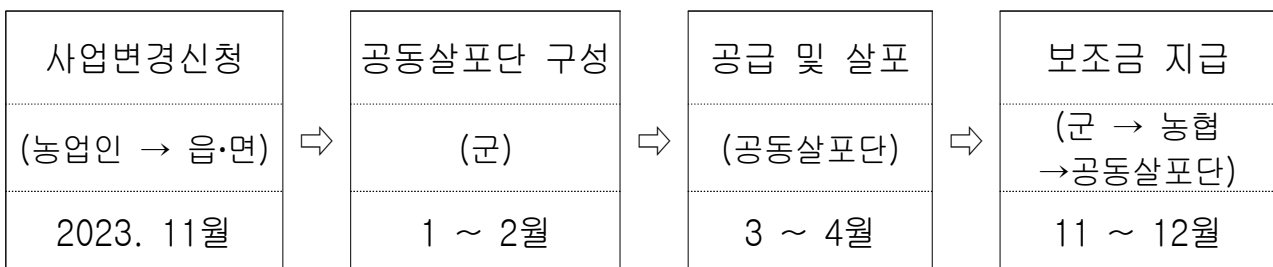 사업변경신청 ⇨ 공동살포단 구성 ⇨ 공급 및 살포 ⇨ 보조금 지급
(농업인 → 읍·면) (군) (공동살포단) (군 → 농협
→공동살포단)
2023. 11월 1 ~ 2월 3 ~ 4월 11 ~ 12월